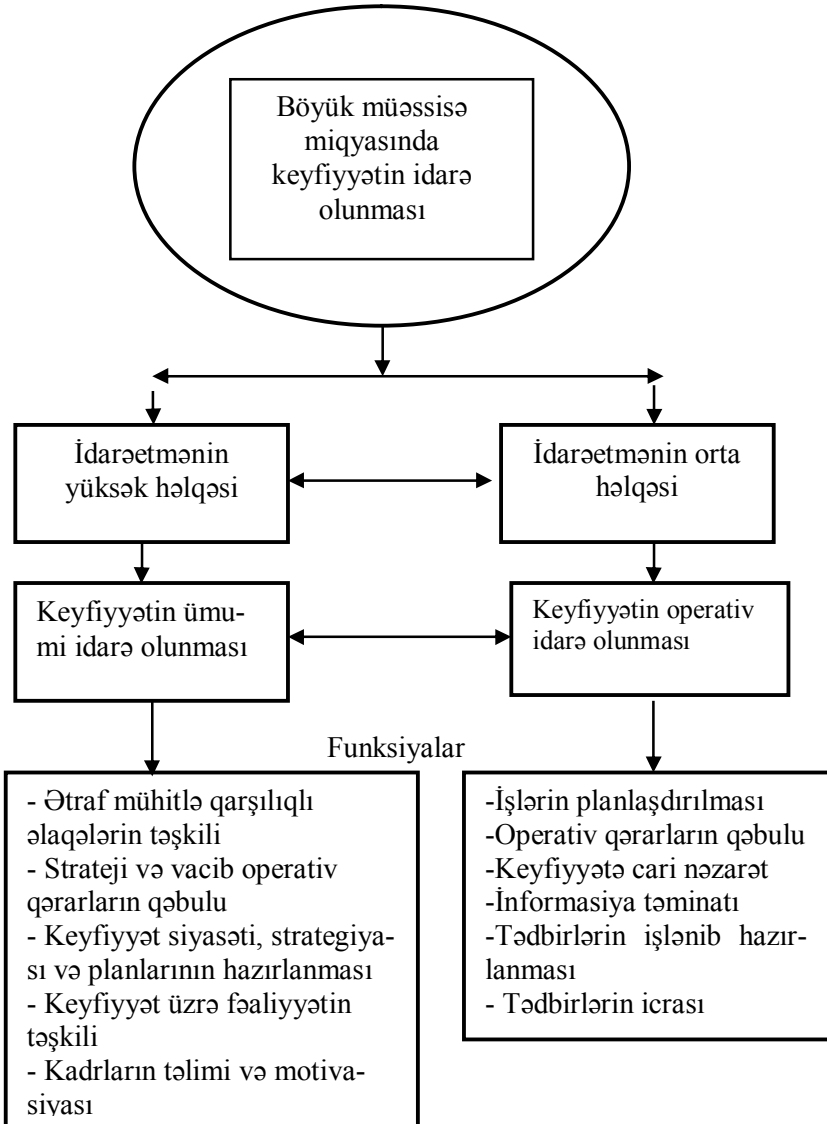 Böyük müəssisə
miqyasında
keyfiyyətin idarə
olunması
İdarəetmənin
yüksək həlqəsi
İdarəetmənin orta
həlqəsi
Keyfiyyətin ümu-
mi idarə olunması
Keyfiyyətin operativ
idarə olunması
Funksiyalar
- Ətraf mühitlə qarşılıqlı
əlaqələrin təşkili
- Strateji və vacib operativ
qərarların qəbulu
- Keyfiyyət siyasəti, strategiya-
sı və planlarının hazırlanması
- Keyfiyyət üzrə fəaliyyətin
təşkili
- Kadrların təlimi və motiva-
siyası
-İşlərin planlaşdırılması
-Operativ qərarların qəbulu
-Keyfiyyətə cari nəzarət
-İnformasiya təminatı
-Tədbirlərin işlənib hazır-
lanması
- Tədbirlərin icrası